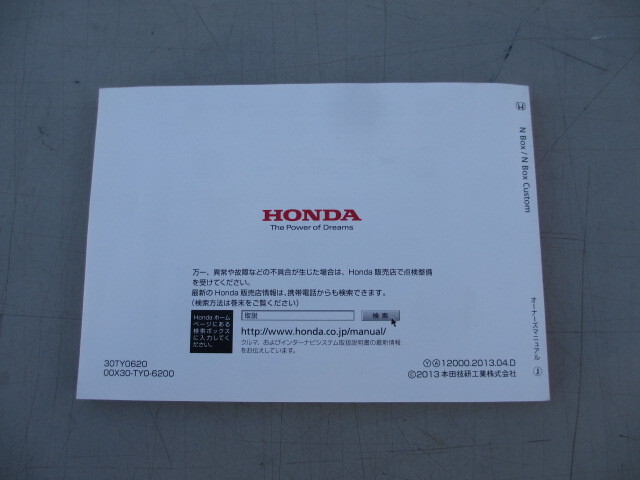 HONDA
The Power of Dreams
万一、異常や故障などの不具合が生じた場合は、Honda 販売店で点検整備
を受けてください。
最新の Honda 販売店情報は、携帯電話からも検索できます。
(検索方法は巻末をご覧ください)
Honda ホーム
ページにある
検索ボックス
に入力してく
ださい。
取説
検 索
http://www.honda.co.jp/manual/
クルマ、およびインターナビシステム取扱説明書の最新情報
をお伝えしています。
30TY0620
00X30-TY0-6200
ⓎⒶ12000.2013.04.D
©2013 本田技研工業株式会社
N Box / N Box Custom
オーナーズマニュアル
Ⓙ